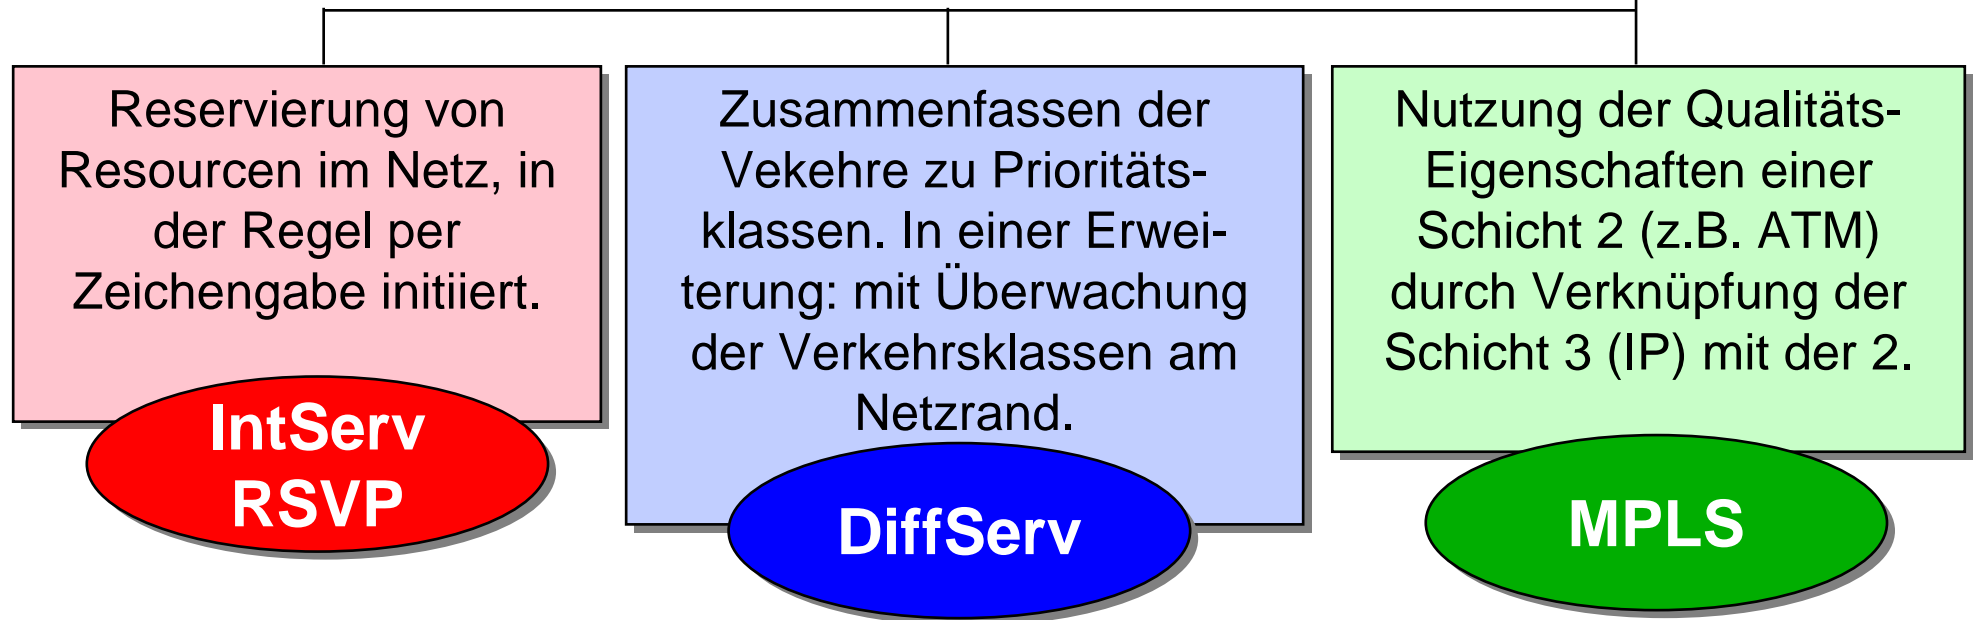 Reservierung von
Resourcen im Netz, in
der Regel per
Zeichengabe initiiert.
IntServ
RSVP
Zusammenfassen der
Vekehre zu Prioritäts-
klassen. In einer Erwei-
terung: mit Überwachung
der Verkehrsklassen am
Netzrand.
DiffServ
Nutzung der Qualitäts-
Eigenschaften einer
Schicht 2 (z.B. ATM)
durch Verknüpfung der
Schicht 3 (IP) mit der 2.
MPLS